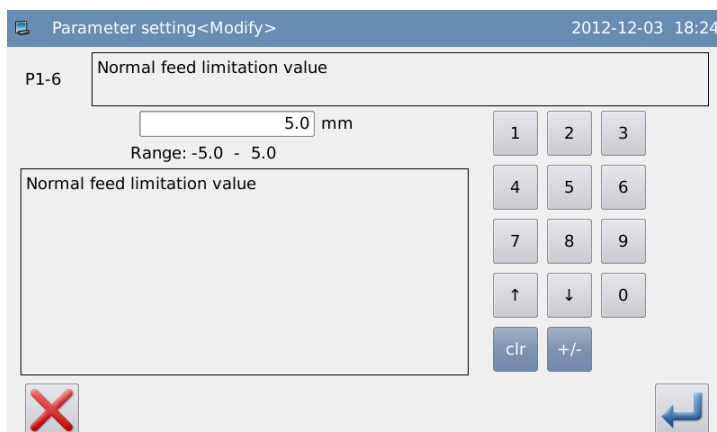 Parameter setting<Modify> 2012-12-03 18:24
P1-6 Normal feed limitation value
5.0 mm
Range: -5.0 - 5.0
Normal feed limitation value
1 2 3
4 5 6
7 8 9
↑ ↓ 0
clr +/-